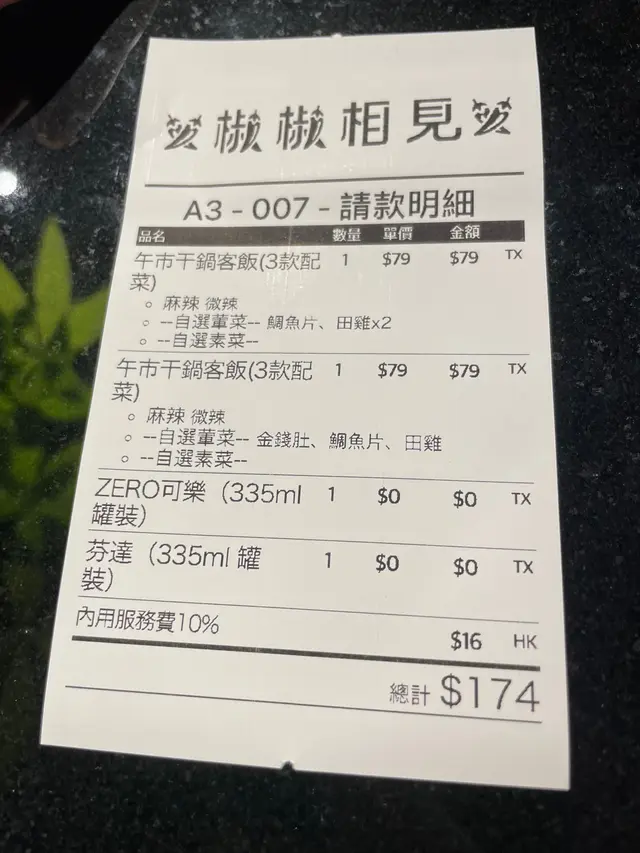 椒椒相見
A3 - 007 - 請款明細
品名 數量 單價 金額
午市干鍋客飯(3款配 1 $79 $79 TX
菜)
麻辣 微辣
--自選葷菜-- 鯛魚片、田雞x2
--自選素菜--
午市干鍋客飯(3款配 1 $79 $79 TX
菜)
麻辣 微辣
--自選葷菜-- 金錢肚、鯛魚片、田雞
--自選素菜--
ZERO可樂（335ml 1 $0 $0 TX
罐裝）
芬達（335ml 罐 1 $0 $0 TX
裝）
內用服務費10% $16 HK
總計 $174